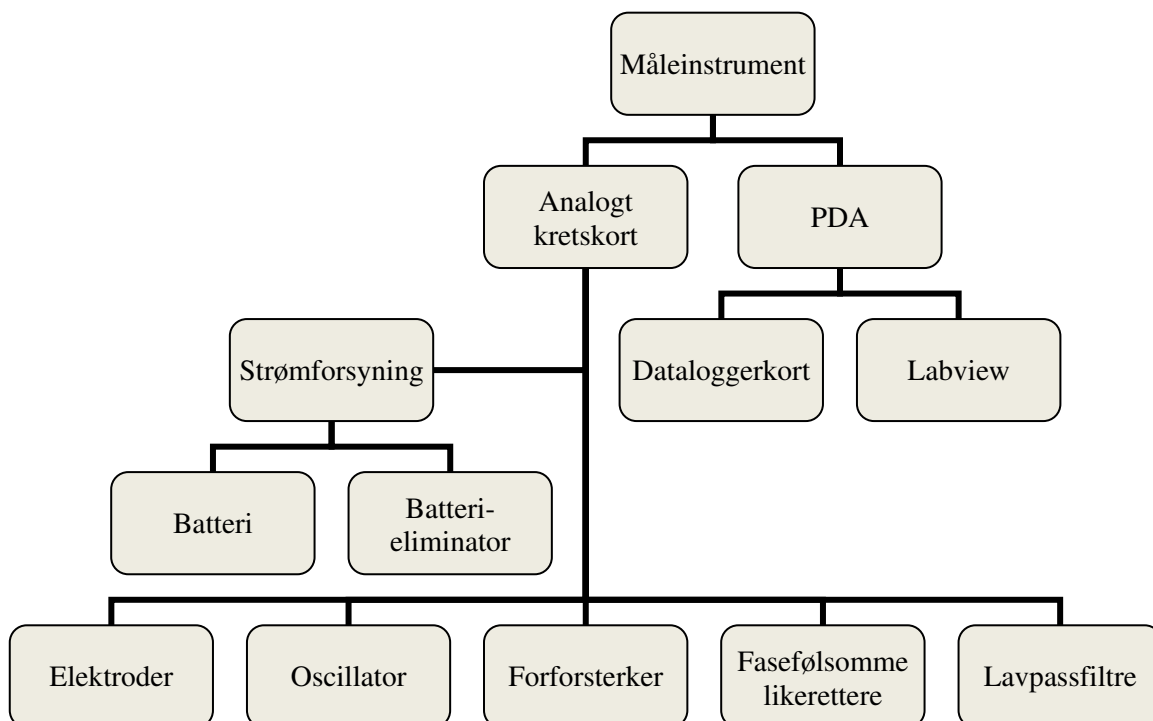 Måleinstrument
Analogt
kretskort
PDA
Strømforsyning
Dataloggerkort
Labview
Batteri
Batteri-
eliminator
Elektroder
Oscillator
Forforsterker
Fasefølsomme
likerettere
Lavpassfiltre